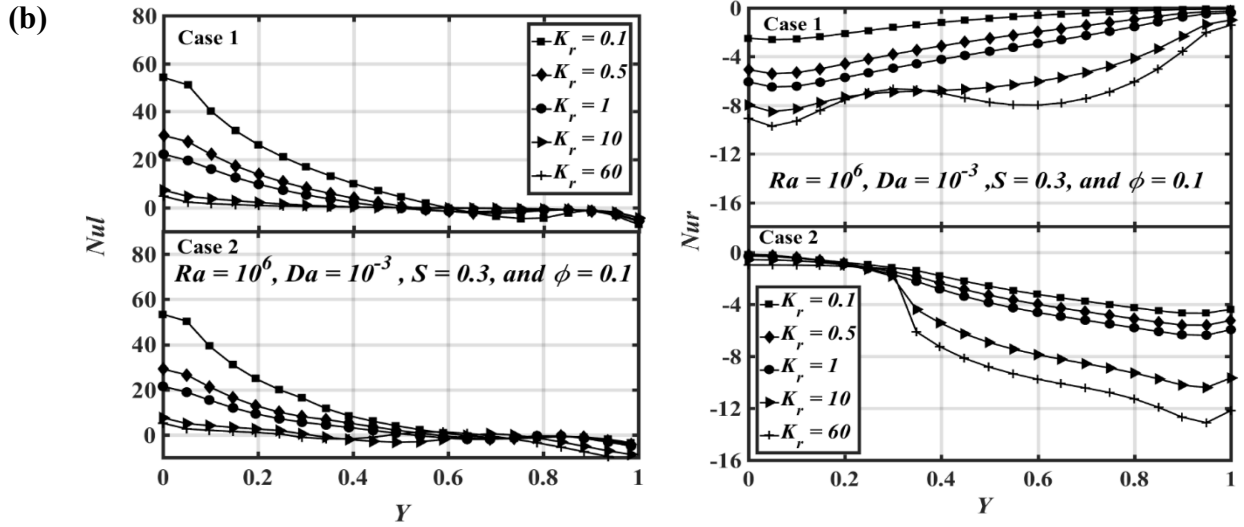 (b)
80
60
40
20
0
Case 1
K_r = 0.1
K_r = 0.5
K_r = 1
K_r = 10
K_r = 60
Nul
80
60
40
20
0
Case 2
Ra = 10^6, Da = 10^-3 , S = 0.3, and ϕ = 0.1
0 0.2 0.4 0.6 0.8 1
Y
0
-4
-8
-12
Case 1
Ra = 10^6, Da = 10^-3 ,S = 0.3, and ϕ = 0.1
Nur
0
-4
-8
-12
-16
Case 2
K_r = 0.1
K_r = 0.5
K_r = 1
K_r = 10
K_r = 60
0 0.2 0.4 0.6 0.8 1
Y